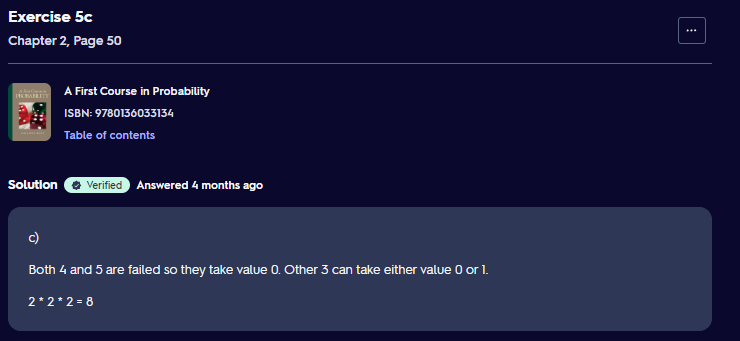 Exercise 5c
Chapter 2, Page 50
...
A First Course in Probability
ISBN: 9780136033134
Table of contents
Solution Verified Answered 4 months ago
c)
Both 4 and 5 are failed so they take value 0. Other 3 can take either value 0 or 1.
2 * 2 * 2 = 8